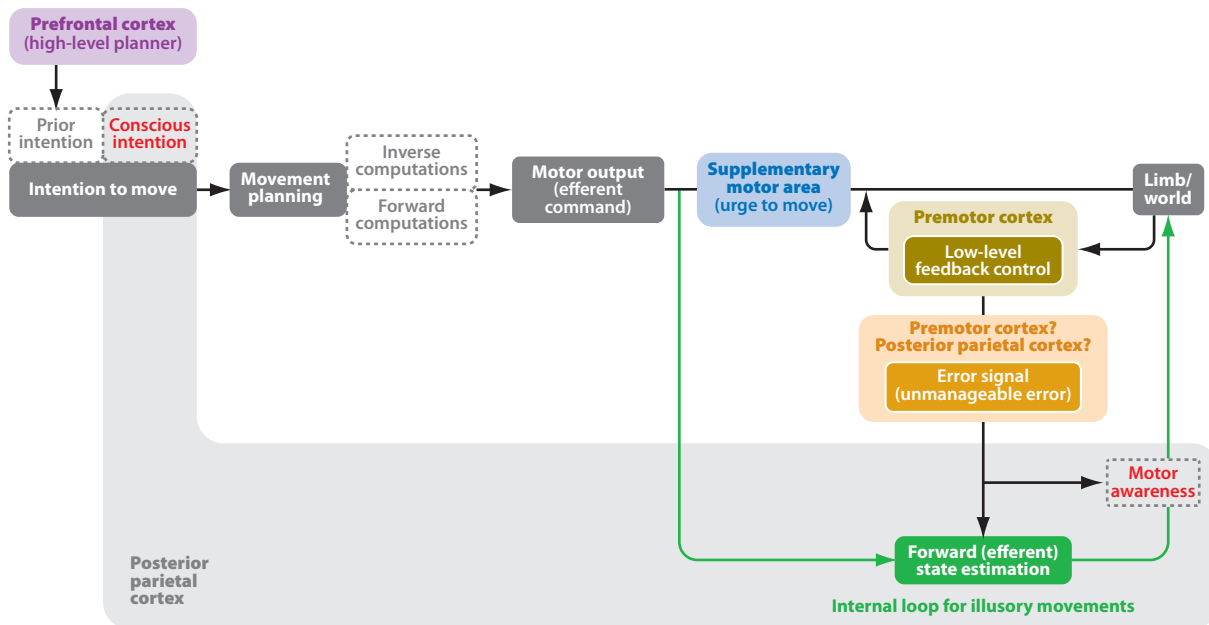 Prefrontal cortex
(high-level planner)
Prior
intention
Conscious
intention
Intention to move
Movement
planning
Inverse
computations
Forward
computations
Motor output
(efferent
command)
Supplementary
motor area
(urge to move)
Limb/
world
Premotor cortex
Low-level
feedback control
Premotor cortex?
Posterior parietal cortex?
Error signal
(unmanageable error)
Motor
awareness
Forward (efferent)
state estimation
Posterior
parietal
cortex
Internal loop for illusory movements